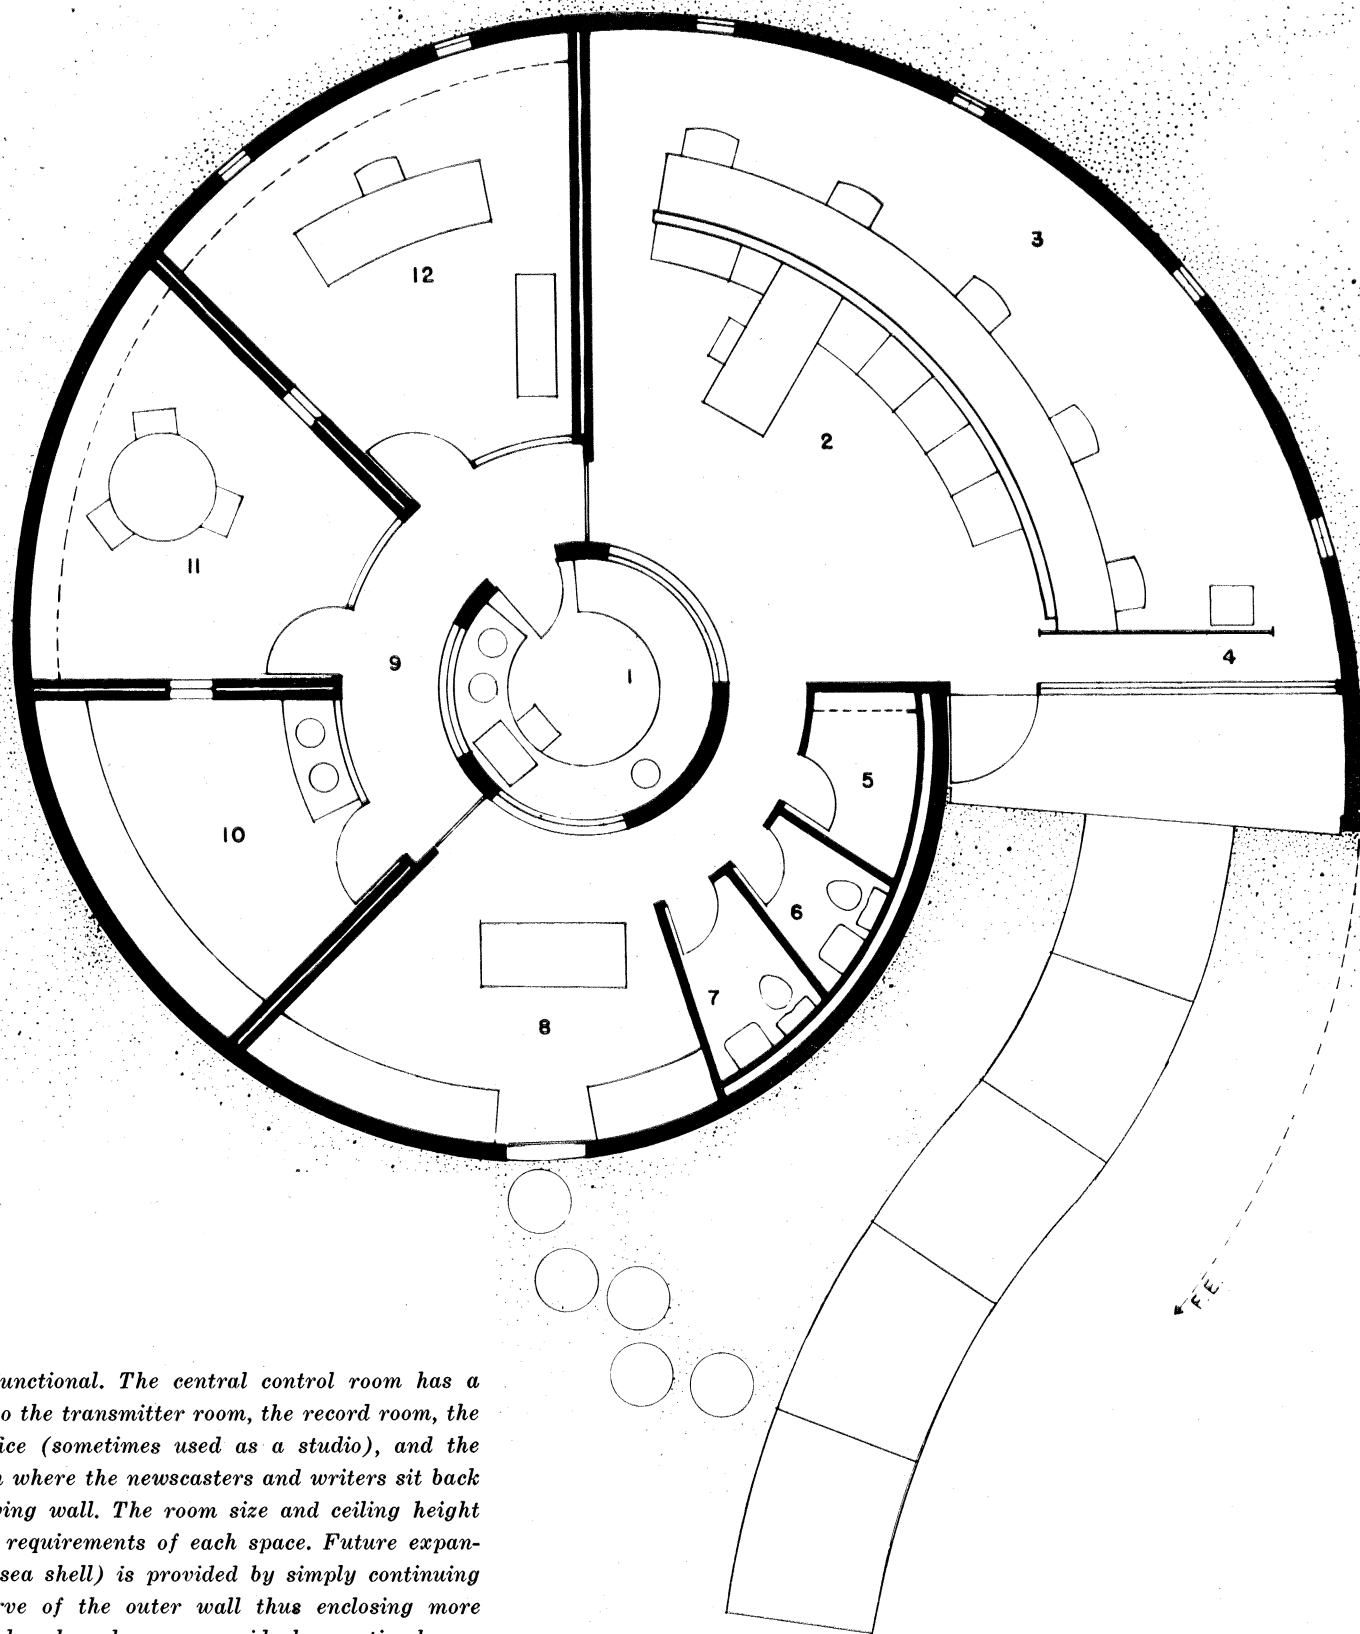 12
3
2
11
9
1
4
5
10
6
7
8
F.E.
unctional. The central control room has a
o the transmitter room, the record room, the
ice (sometimes used as a studio), and the
where the newscasters and writers sit back
ing wall. The room size and ceiling height
requirements of each space. Future expan-
sea shell) is provided by simply continuing
rve of the outer wall thus enclosing more